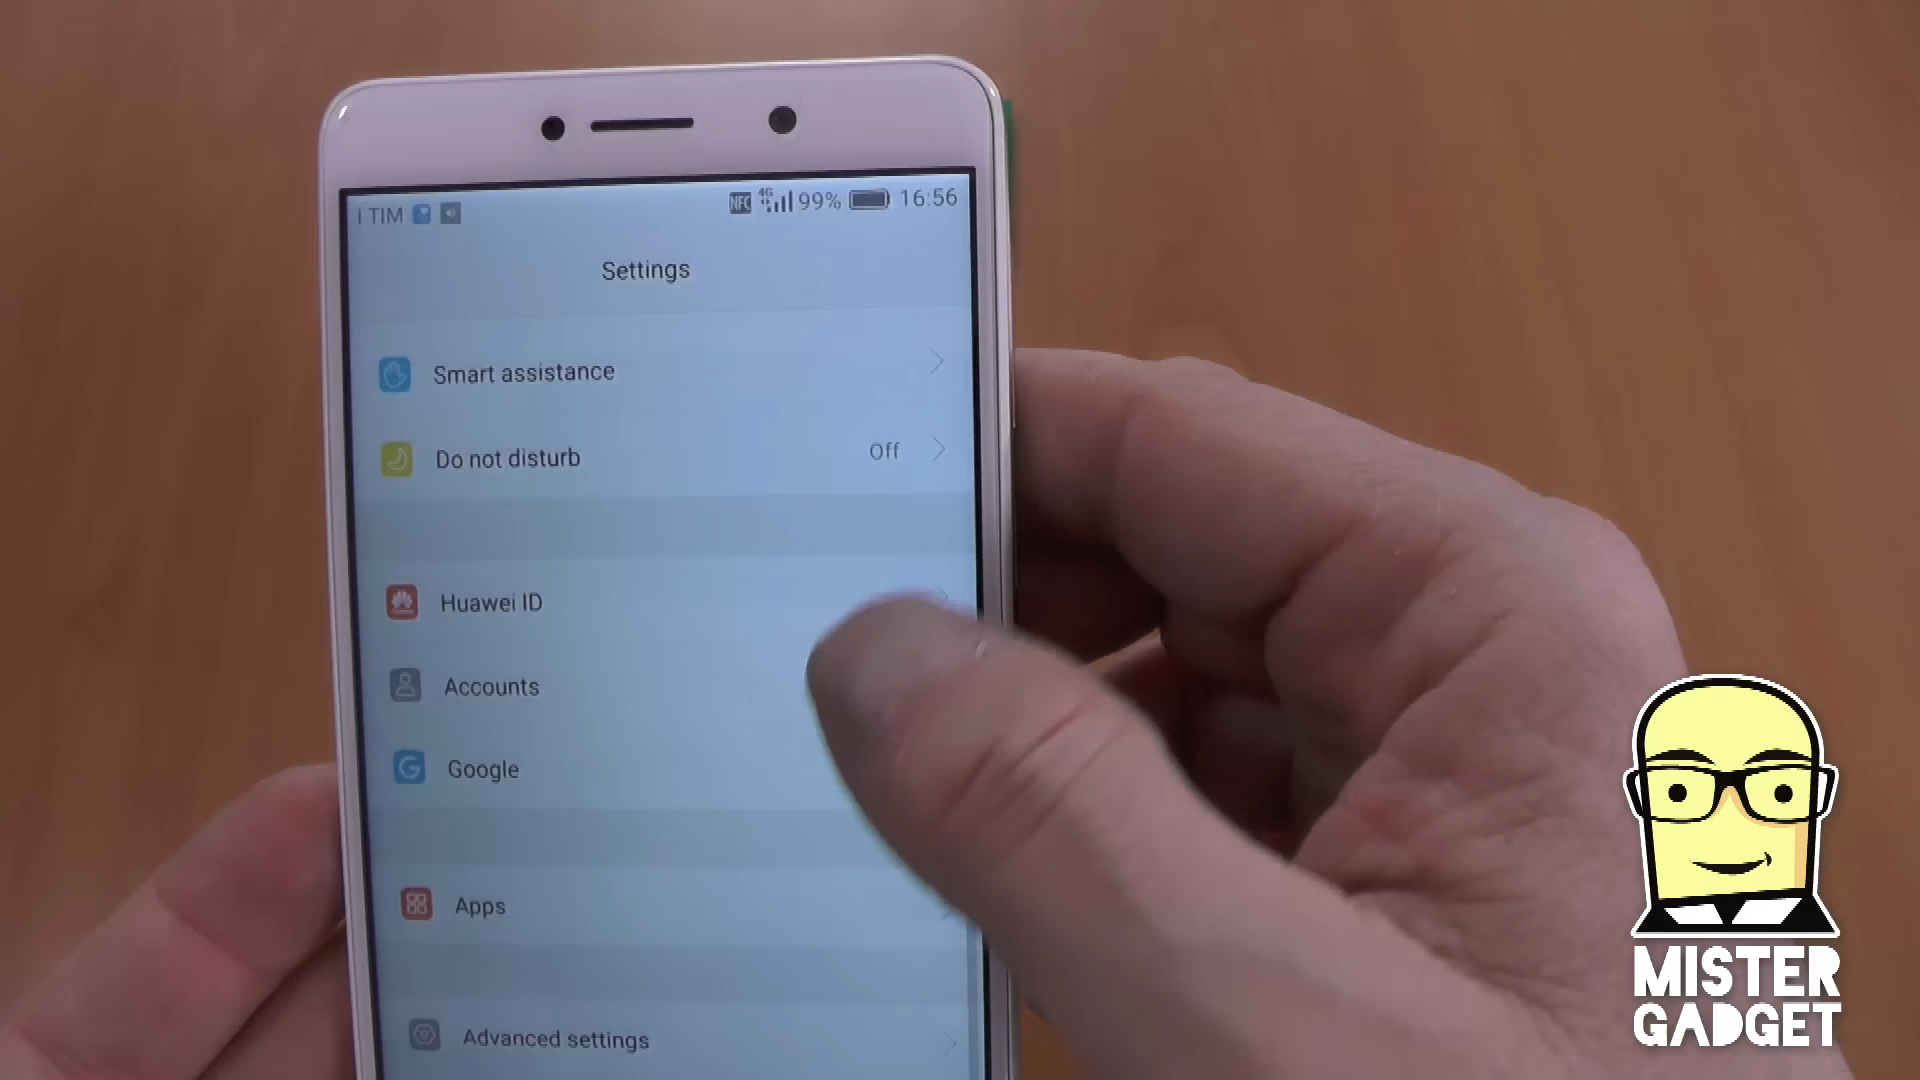 I TIM NFC 4G 99% 16:56
Settings
Smart assistance
Do not disturb Off
Huawei ID
Accounts
Google
Apps
Advanced settings
MISTER
GADGET